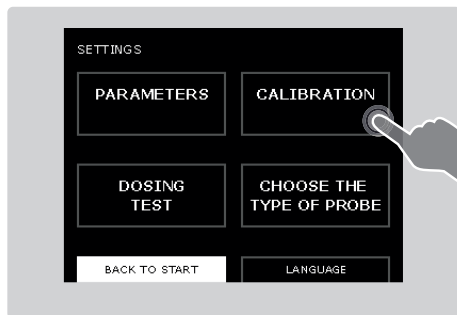 SETTINGS
PARAMETERS
CALIBRATION
DOSING
TEST
CHOOSE THE
TYPE OF PROBE
BACK TO START
LANGUAGE